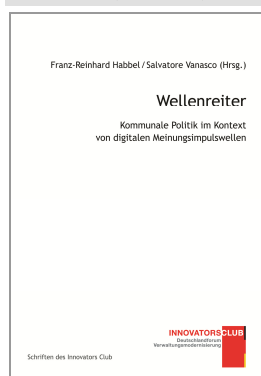 Franz-Reinhard Habbel / Salvatore Vanasco (Hrsg.)
Wellenreiter
Kommunale Politik im Kontext
von digitalen Meinungsimpulswellen
INNOVATORS CLUB
Deutschlandforum
Verwaltungsmodernisierung
Schriften des Innovators Club